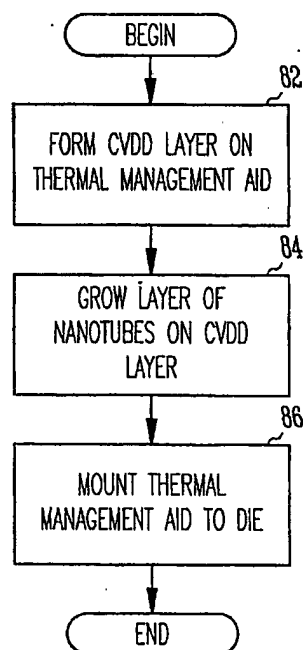 BEGIN
82
FORM CVDD LAYER ON
THERMAL MANAGEMENT AID
84
GROW LAYER OF
NANOTUBES ON CVDD
LAYER
86
MOUNT THERMAL
MANAGEMENT AID TO DIE
END